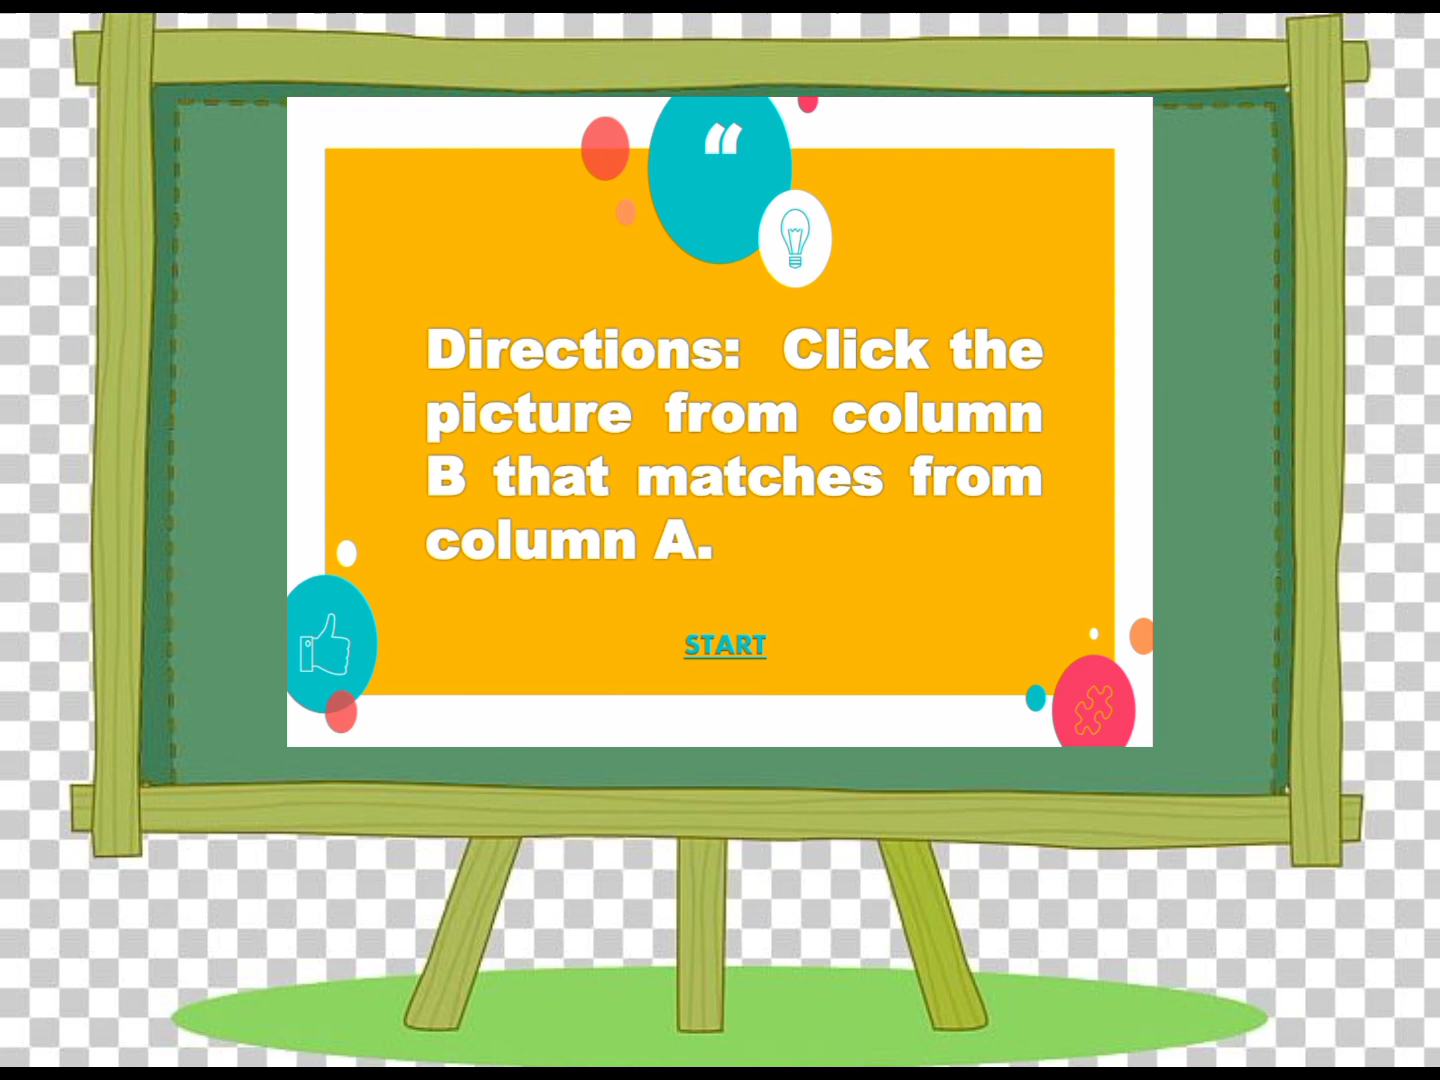 “
Directions: Click the
picture from column
B that matches from
column A.
START